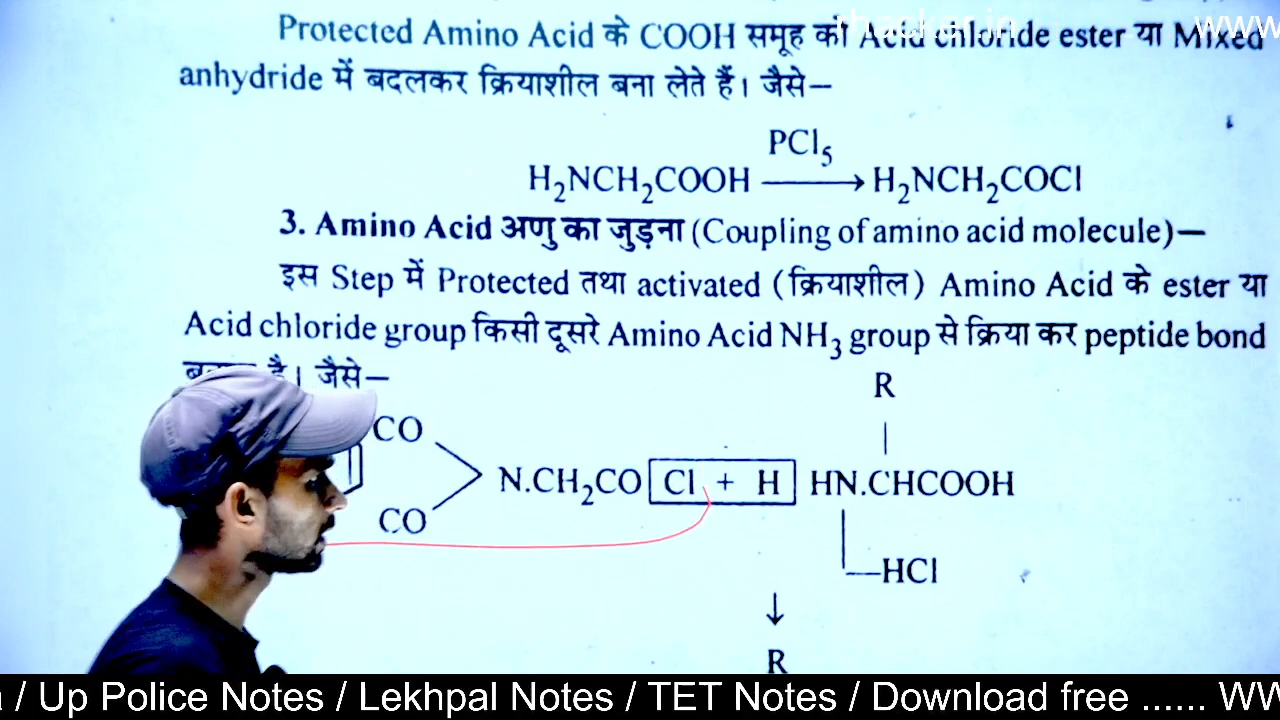 thacker.in WWW
Protected Amino Acid के COOH समूह को Acid chloride ester या Mixed
anhydride में बदलकर क्रियाशील बना लेते हैं। जैसे—
PCl₅
H₂NCH₂COOH ⟶ H₂NCH₂COCl
3. Amino Acid अणु का जुड़ना (Coupling of amino acid molecule)—
इस Step में Protected तथा activated (क्रियाशील) Amino Acid के ester या
Acid chloride group किसी दूसरे Amino Acid NH₃ group से क्रिया कर peptide bond
है। जैसे—
R
|
CO
N.CH₂CO Cl + H HN.CHCOOH
CO
—HCl
↓
R
/ Up Police Notes / Lekhpal Notes / TET Notes / Download free ...... WW